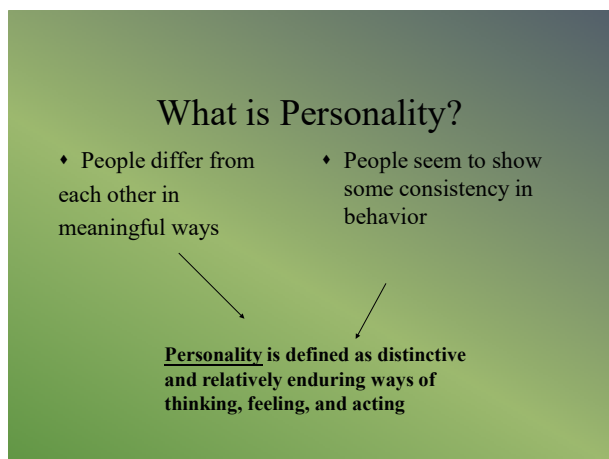 What is Personality?
♦ People differ from
each other in
meaningful ways
♦ People seem to show
some consistency in
behavior
Personality is defined as distinctive
and relatively enduring ways of
thinking, feeling, and acting